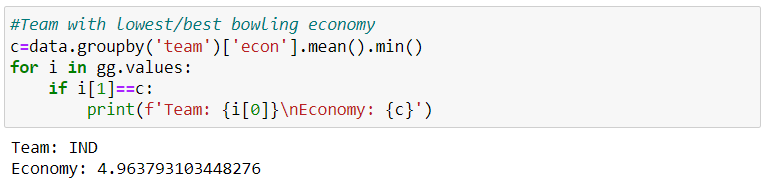 #Team with lowest/best bowling economy
c=data.groupby('team')['econ'].mean().min()
for i in gg.values:
    if i[1]==c:
        print(f'Team: {i[0]}\nEconomy: {c}')
Team: IND
Economy: 4.963793103448276